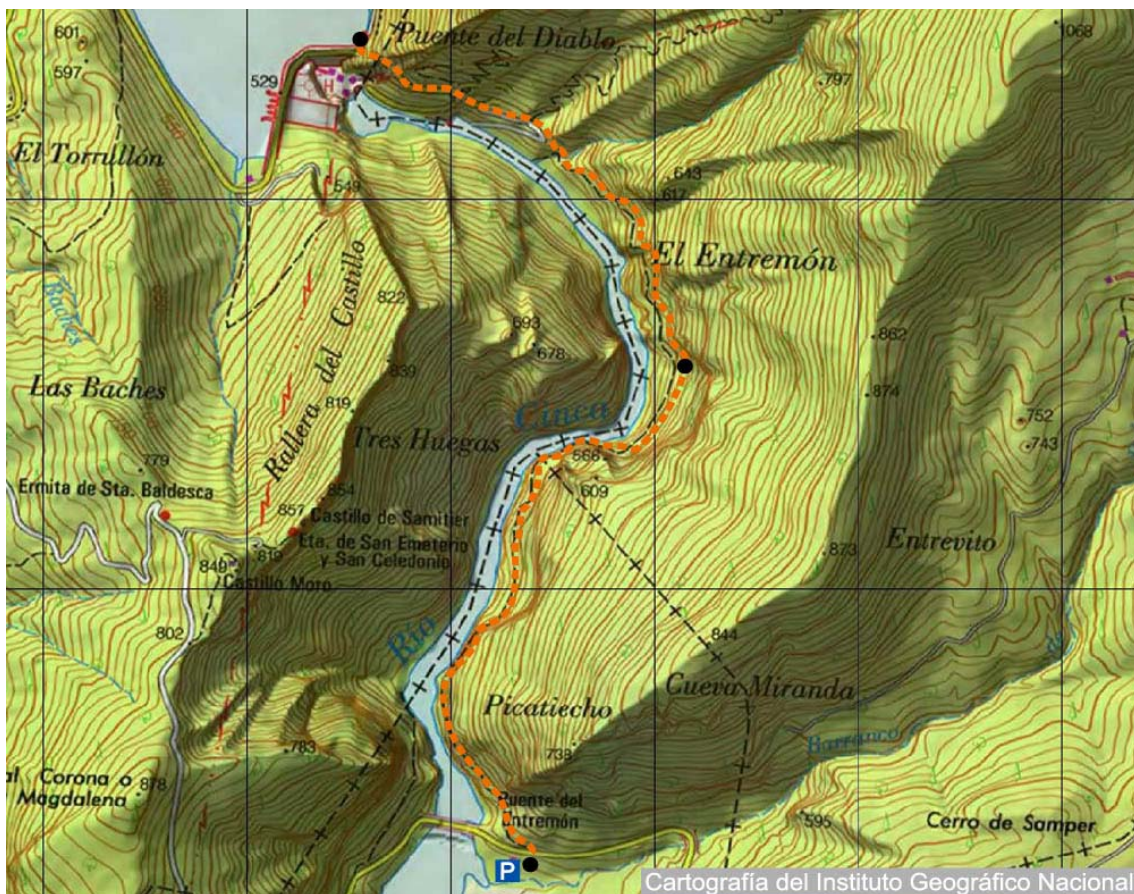 601
Puente del Diablo
1068
597
529
H
797
El Torrullón
643
617
549
El Entremón
Baches
Rallera del Castillo
822
693
678
862
839
Las Baches
819
874
Cinca
752
743
Tres Huegas
568
779
609
Ermita de Sta. Baldesca
854
857
Castillo de Samitier
Eta. de San Emeterio
y San Celedonio
819
849
Castillo Moro
873
Entrevito
802
Río
844
Cueva Miranda
Picatiecho
738
783
Barranco
de
al Corona o
Magdalena
878
Puente del
Entremón
595
Cerro de Samper
P
Cartografía del Instituto Geográfico Nacional